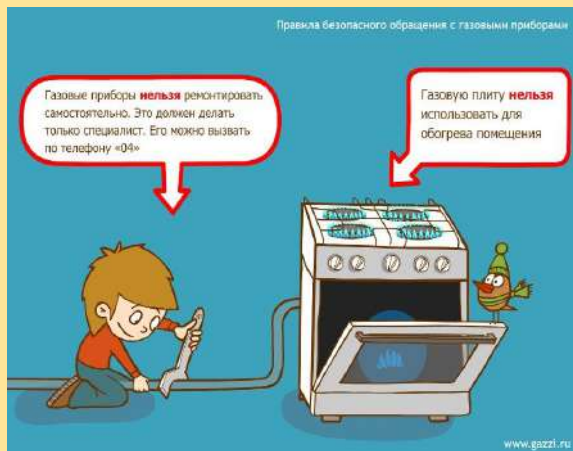 Правила безопасного обращения с газовыми приборами
Газовые приборы нельзя ремонтировать
самостоятельно. Это должен делать
только специалист. Его можно вызвать
по телефону «04»
Газовую плиту нельзя
использовать для
обогрева помещения
www.gazzi.ru